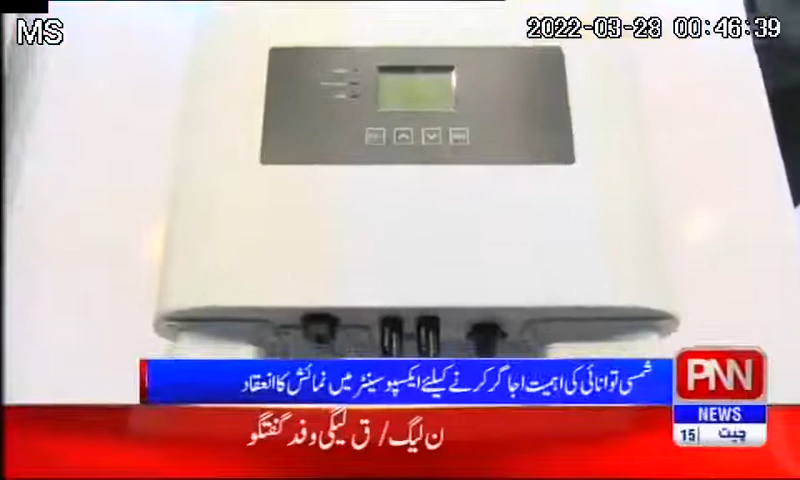 MS
2022-03-28 00:46:39
شمسی توانائی کی اہمیت اجاگر کرنے کیلئے ایکسپو سینٹر میں نمائش کا انعقاد
PNN
NEWS
15 چیت
ن لیگ/ ق لیگی وفد گفتگو